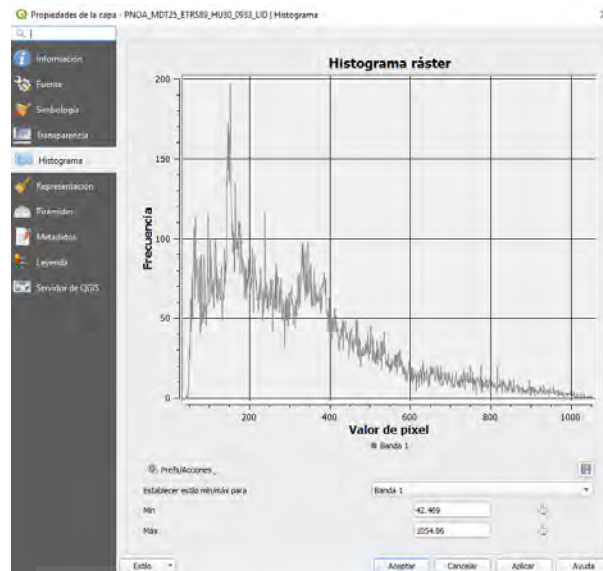 Propiedades de la capa - PNOA_MDT25_ETRS89_HU30_0933_LID | Histograma
Información
Fuente
Simbología
Transparencia
Histograma
Representación
Pirámides
Metadatos
Leyenda
Servidor de QGIS
Histograma ráster
200
150
100
50
0
Frecuencia
200
400
600
800
1000
Valor de píxel
Banda 1
Prefs/Acciones
Establecer estilo min/máx para
Banda 1
Min
42.469
Máx
1054.86
Estilo
Aceptar
Cancelar
Aplicar
Ayuda